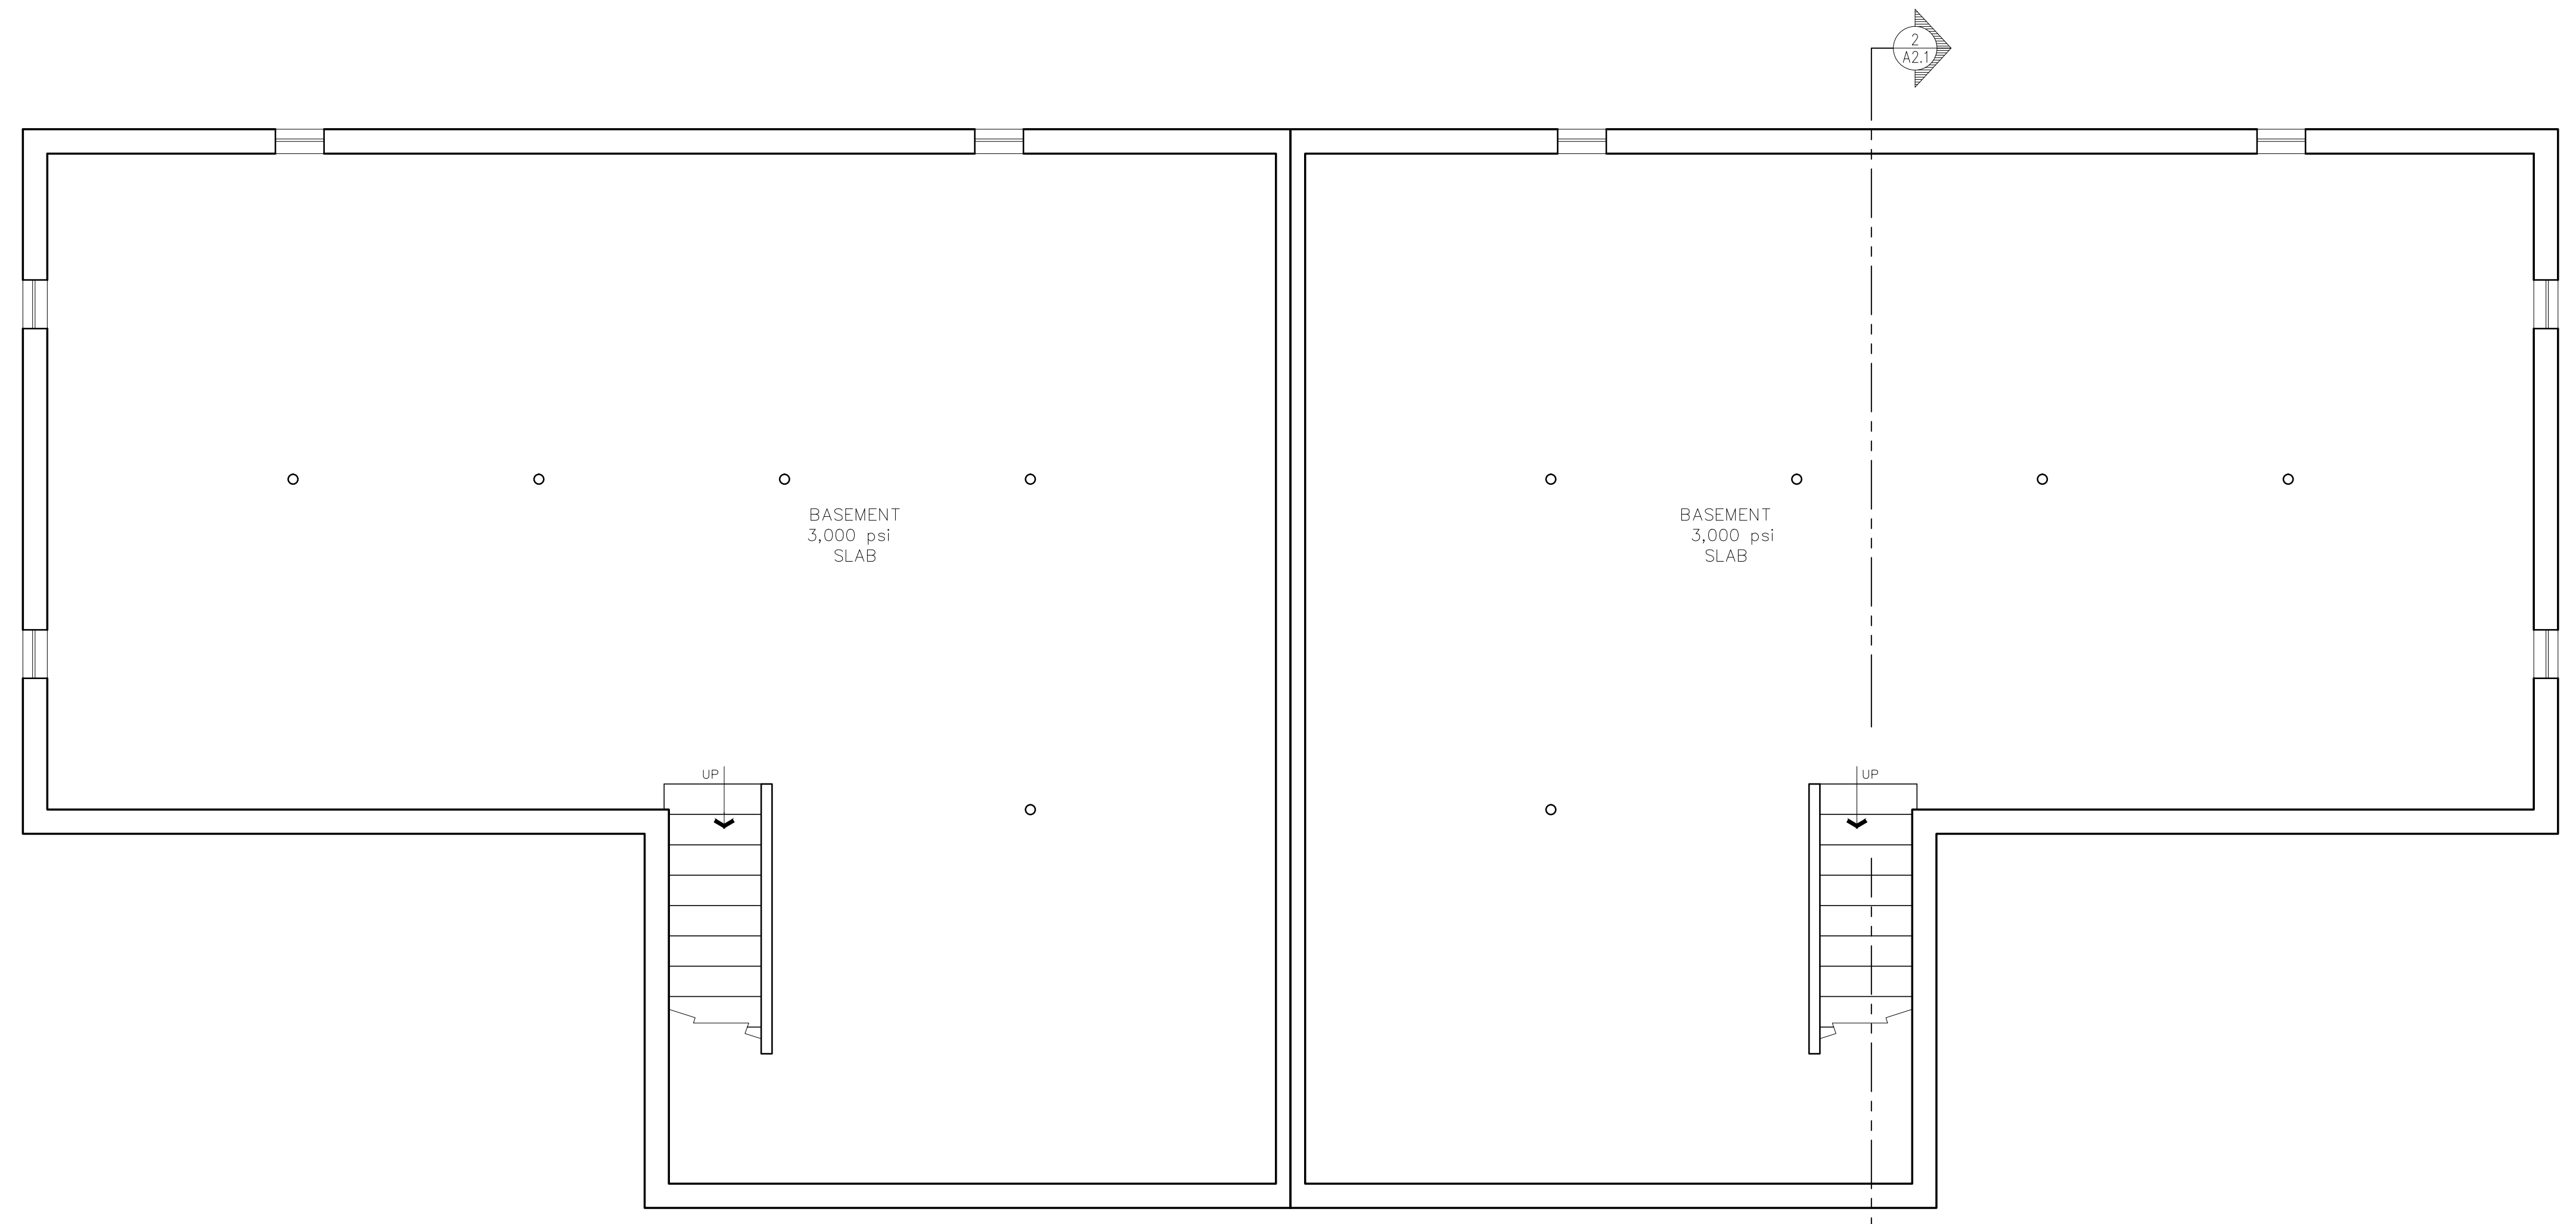 2
A2.1
BASEMENT
3,000 psi
SLAB
BASEMENT
3,000 psi
SLAB
UP
UP